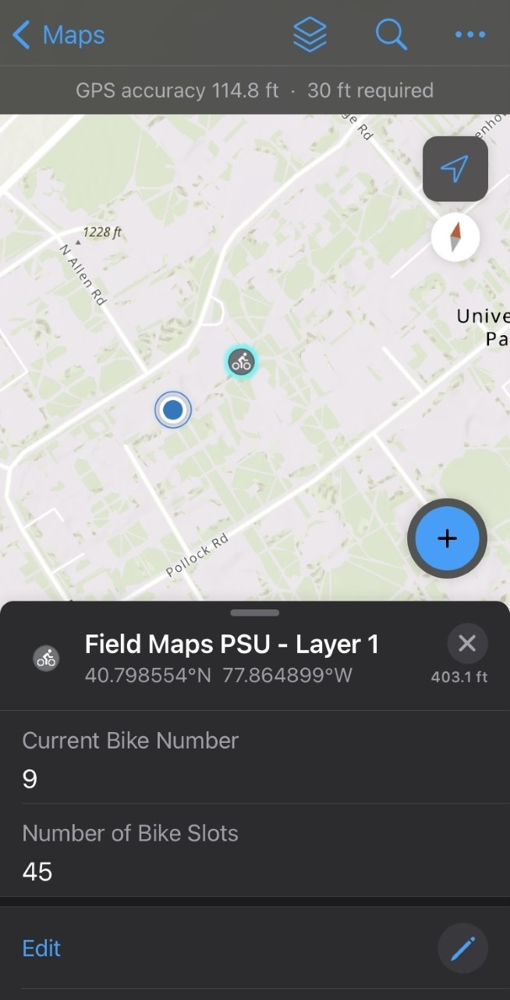 Maps
GPS accuracy 114.8 ft · 30 ft required
ge Rd
enho
1228 ft
N Allen Rd
Unive
Pa
Pollock Rd
Field Maps PSU - Layer 1
40.798554°N 77.864899°W
403.1 ft
Current Bike Number
9
Number of Bike Slots
45
Edit